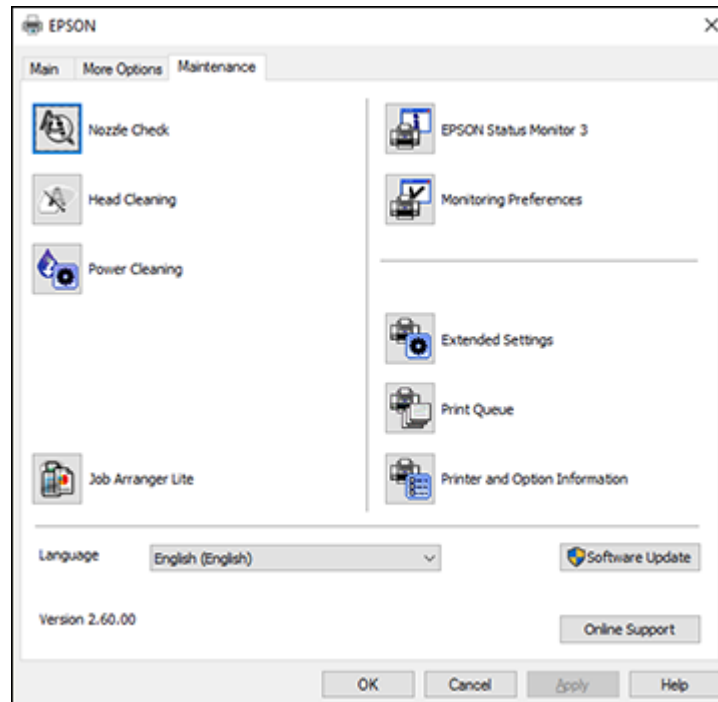 EPSON
Main
More Options
Maintenance
Nozzle Check
Head Cleaning
Power Cleaning
Job Arranger Lite
EPSON Status Monitor 3
Monitoring Preferences
Extended Settings
Print Queue
Printer and Option Information
Language
English (English)
Software Update
Version 2.60.00
Online Support
OK
Cancel
Apply
Help